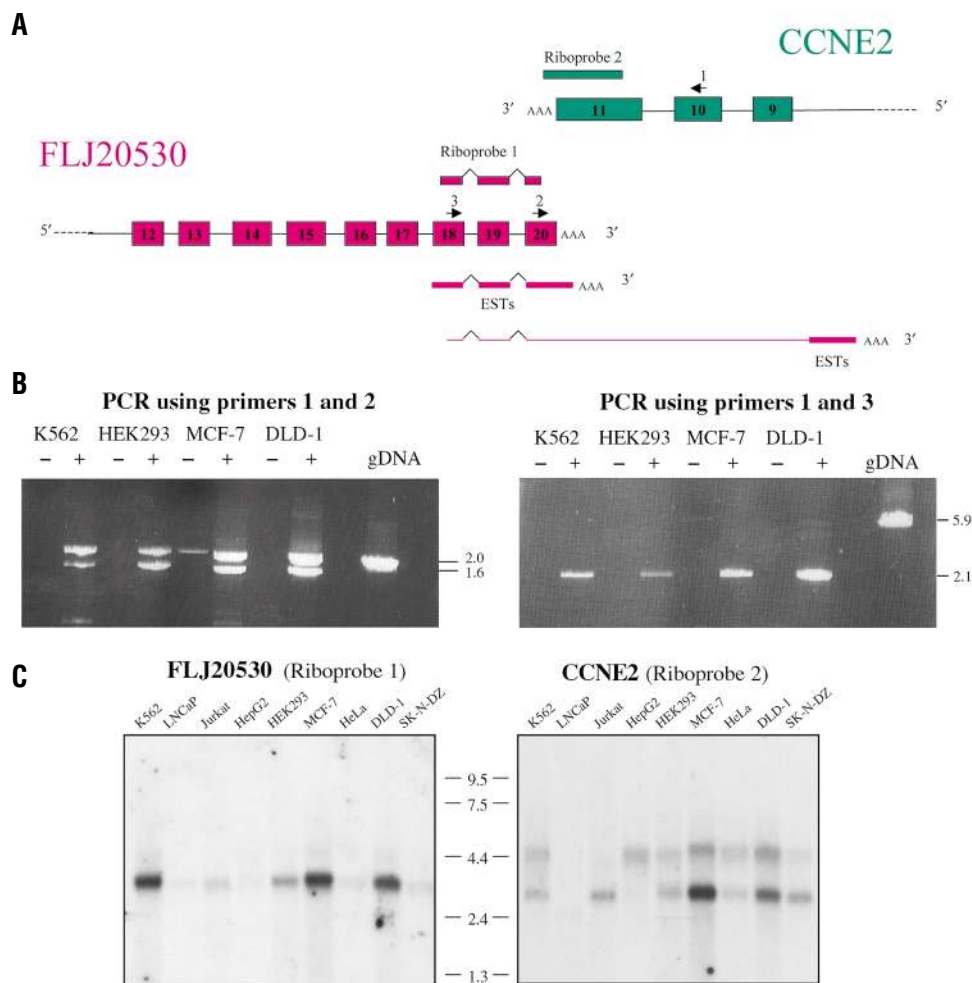 A
CCNE2
Riboprobe 2
1
3′ AAA 11 10 9 5′
FLJ20530
Riboprobe 1
3 2
5′ 12 13 14 15 16 17 18 19 20 AAA 3′
AAA 3′
ESTs
AAA 3′
ESTs
B
PCR using primers 1 and 2
K562 HEK293 MCF-7 DLD-1
– + – + – + – + gDNA
2.0
1.6
PCR using primers 1 and 3
K562 HEK293 MCF-7 DLD-1
– + – + – + – + gDNA
5.9
2.1
C
FLJ20530 (Riboprobe 1)
K562 LNCaP Jurkat HepG2 HEK293 MCF-7 HeLa DLD-1 SK-N-DZ
CCNE2 (Riboprobe 2)
K562 LNCaP Jurkat HepG2 HEK293 MCF-7 HeLa DLD-1 SK-N-DZ
9.5
7.5
4.4
2.4
1.3